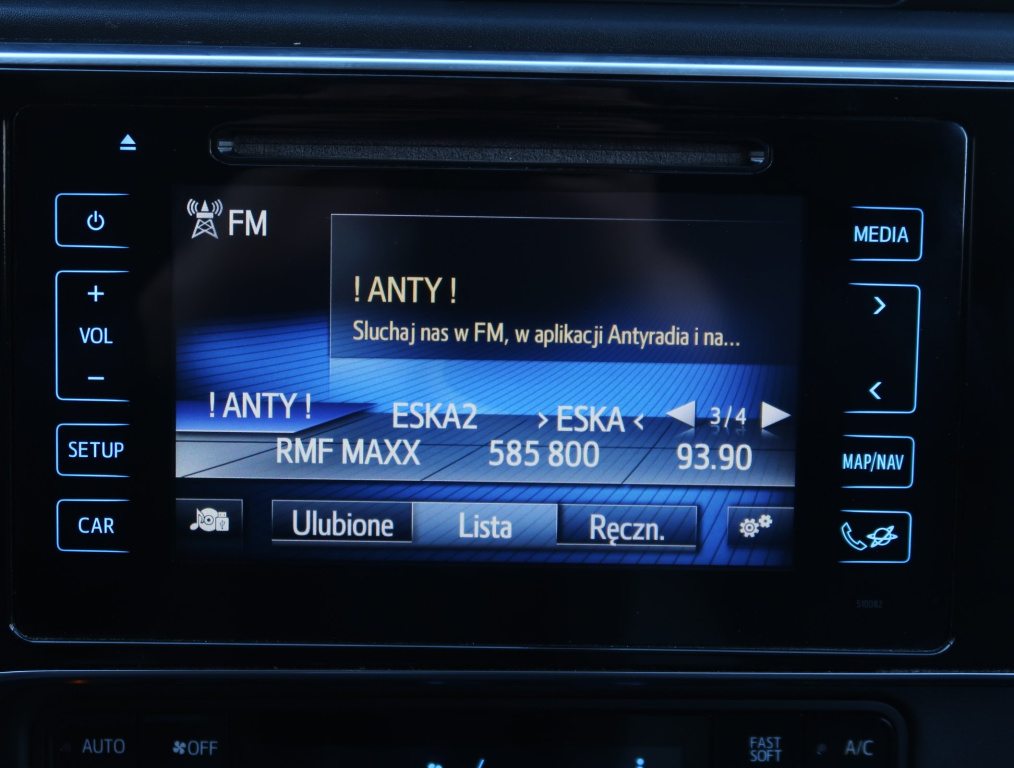 FM
MEDIA
! ANTY !
Sluchaj nas w FM, w aplikacji Antyradia i na...
+
VOL
−
! ANTY !
ESKA2
> ESKA <
3/4
RMF MAXX
585 800
93.90
SETUP
MAP/NAV
CAR
Ulubione
Lista
Ręczn.
AUTO
OFF
FAST
SOFT
A/C